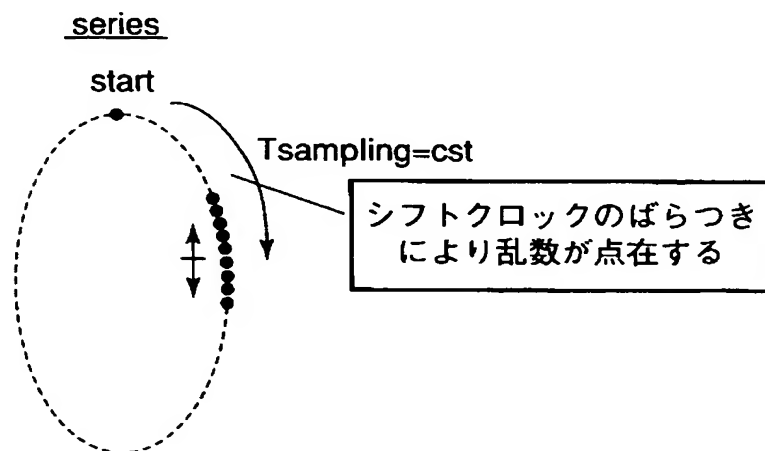 series
start
Tsampling=cst
シフトクロックのばらつき
により乱数が点在する